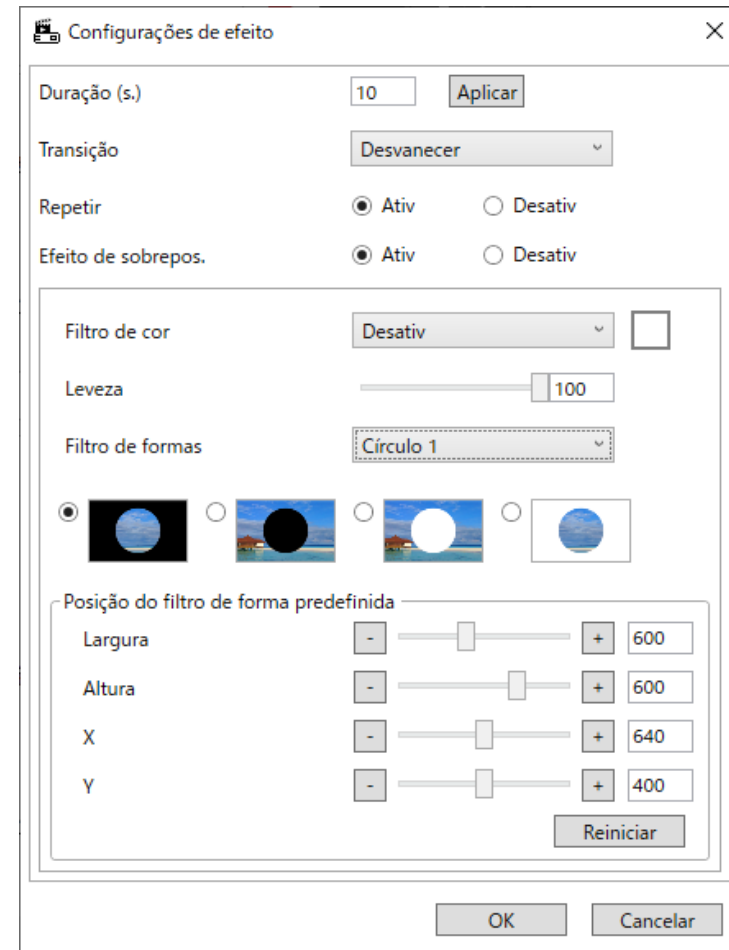 Configurações de efeito
Duração (s.) 10 Aplicar
Transição Desvanecer
Repetir Ativ Desativ
Efeito de sobrepos. Ativ Desativ
Filtro de cor Desativ
Leveza 100
Filtro de formas Círculo 1
Posição do filtro de forma predefinida
Largura - + 600
Altura - + 600
X - + 640
Y - + 400
Reiniciar
OK Cancelar